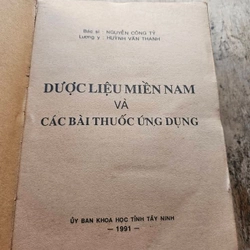 Bác sĩ : NGUYỄN CÔNG TỶ
Lương y : HUỲNH VĂN THANH
DƯỢC LIỆU MIỀN NAM
VÀ
CÁC BÀI THUỐC ỨNG DỤNG
ỦY BAN KHOA HỌC TỈNH TÂY NINH
— 1991 —